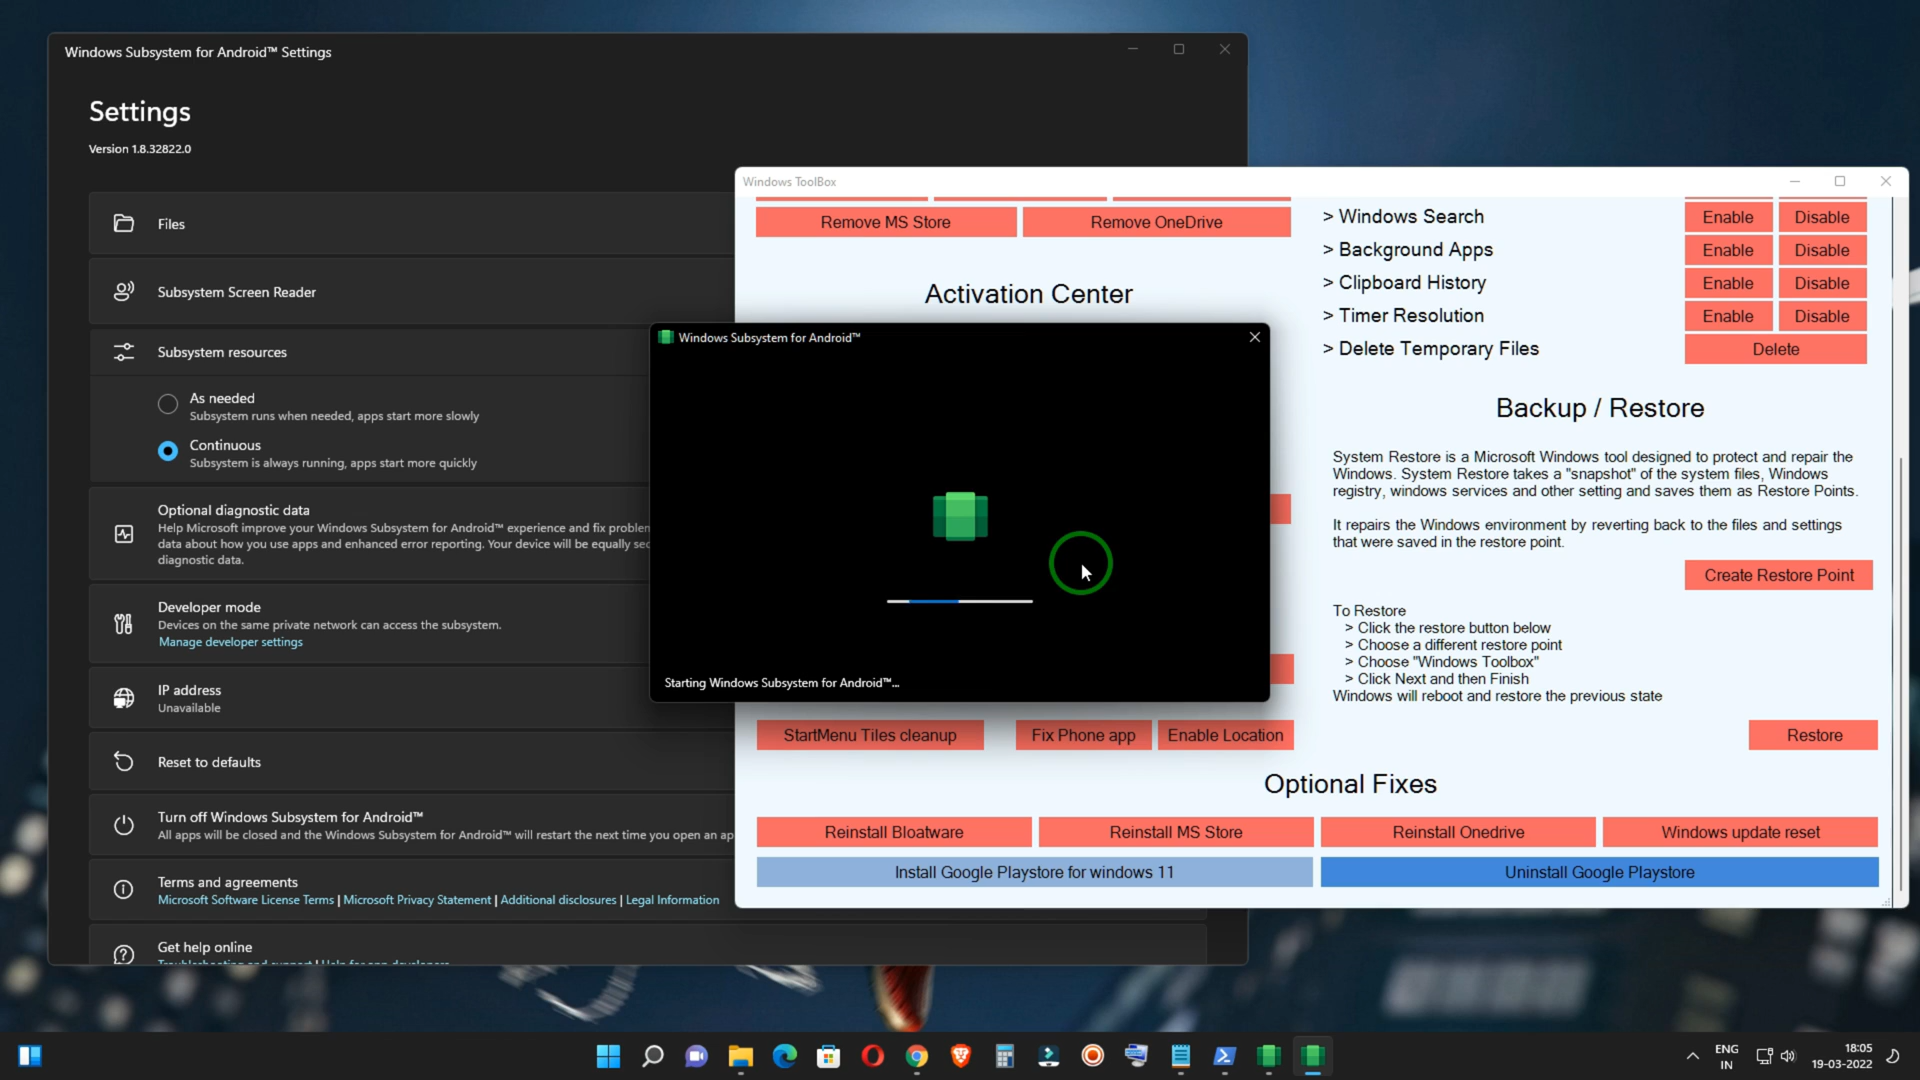 Windows Subsystem for Android™ Settings
Settings
Version 1.8.32822.0
Files
Subsystem Screen Reader
Subsystem resources
As needed
Subsystem runs when needed, apps start more slowly
Continuous
Subsystem is always running, apps start more quickly
Optional diagnostic data
Help Microsoft improve your Windows Subsystem for Android™ experience and fix
data about how you use apps and enhanced error reporting. Your device will be equally
diagnostic data.
Developer mode
Devices on the same private network can access the subsystem.
Manage developer settings
IP address
Unavailable
Reset to defaults
Turn off Windows Subsystem for Android™
All apps will be closed and the Windows Subsystem for Android™ will restart the next time you open an
Terms and agreements
Microsoft Software License Terms | Microsoft Privacy Statement | Additional disclosures | Legal Information
Get help online
Windows ToolBox
Remove MS Store
Remove OneDrive
Activation Center
> Windows Search
Enable
Disable
> Background Apps
Enable
Disable
> Clipboard History
Enable
Disable
> Timer Resolution
Enable
Disable
> Delete Temporary Files
Delete
Backup / Restore
System Restore is a Microsoft Windows tool designed to protect and repair the
Windows. System Restore takes a "snapshot" of the system files, Windows
registry, windows services and other setting and saves them as Restore Points.
It repairs the Windows environment by reverting back to the files and settings
that were saved in the restore point.
Create Restore Point
To Restore
> Click the restore button below
> Choose a different restore point
> Choose "Windows Toolbox"
> Click Next and then Finish
Windows will reboot and restore the previous state
StartMenu Tiles cleanup
Fix Phone app
Enable Location
Restore
Optional Fixes
Reinstall Bloatware
Reinstall MS Store
Reinstall Onedrive
Windows update reset
Install Google Playstore for windows 11
Uninstall Google Playstore
Windows Subsystem for Android™
Starting Windows Subsystem for Android™...
ENG
IN
18:05
19-03-2022